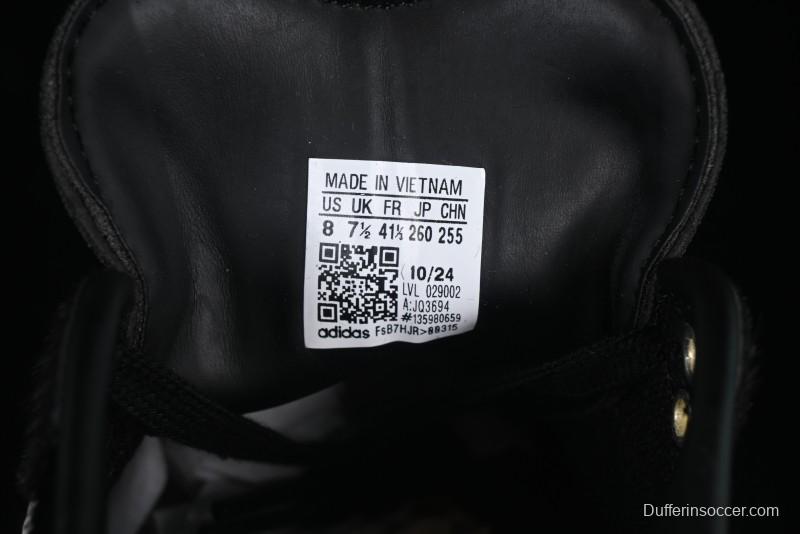 MADE IN VIETNAM
US UK FR JP CHN
8 7½ 41⅓ 260 255
(10/24
LVL 029002
A:JQ3694
#135980659
adidas FsB7HJR>00315
Dufferinsoccer.com